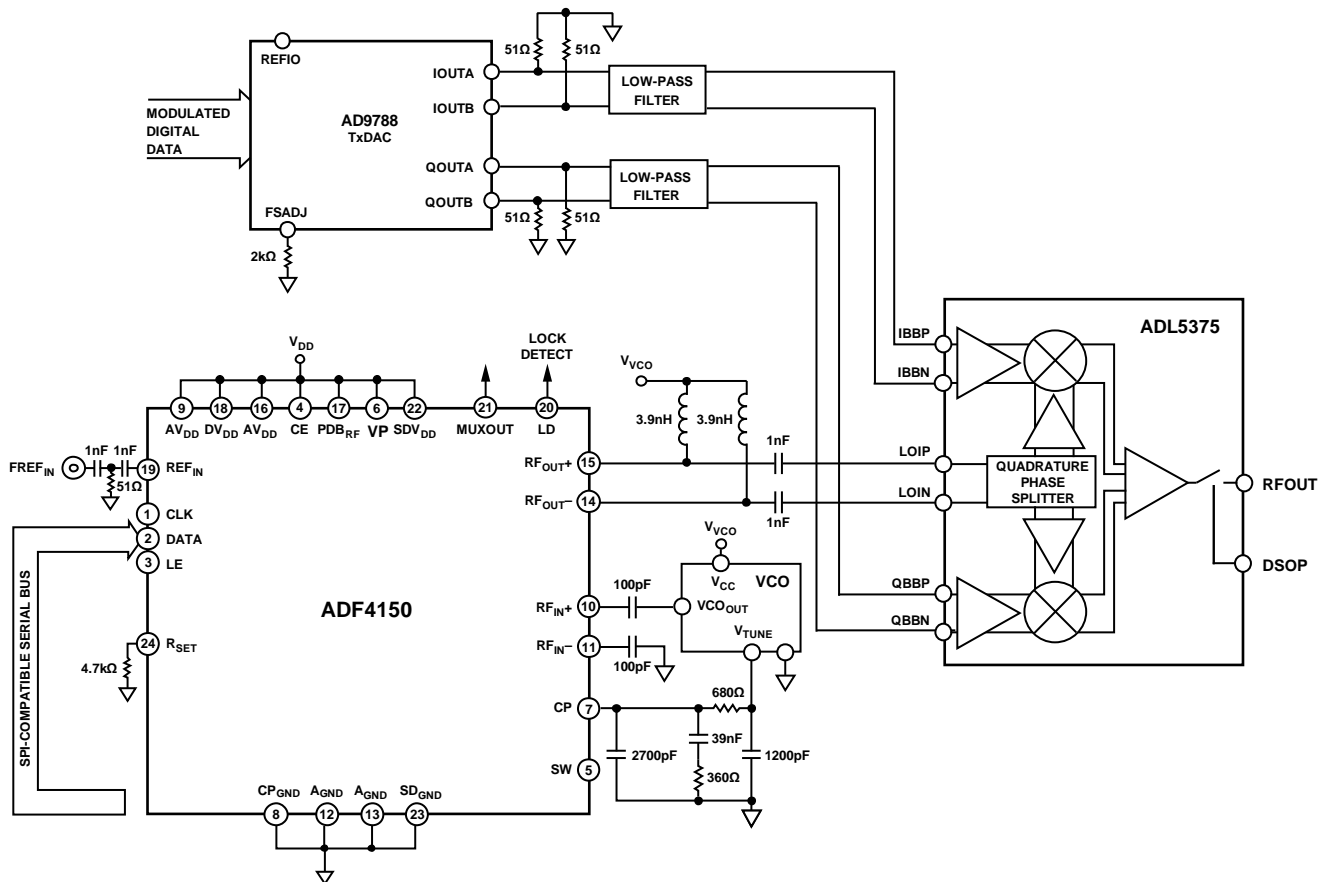 51Ω
51Ω
REFIO
IOUTA
IOUTB
LOW-PASS
FILTER
MODULATED
DIGITAL
DATA
AD9788
TxDAC
QOUTA
QOUTB
LOW-PASS
FILTER
51Ω
51Ω
FSADJ
2kΩ
ADL5375
IBBP
IBBN
LOIP
LOIN
QUADRATURE
PHASE
SPLITTER
RFOUT
DSOP
QBBP
QBBN
VDD
LOCK
DETECT
VVCO
9
18
16
4
17
6
22
21
20
AVDD
DVDD
AVDD
CE
PDBRF
VP
SDVDD
MUXOUT
LD
3.9nH
3.9nH
1nF
1nF
1nF
1nF
FREFIN
19
REFIN
51Ω
RFOUT+
15
RFOUT−
14
1
CLK
2
DATA
3
LE
SPI-COMPATIBLE SERIAL BUS
ADF4150
24
RSET
4.7kΩ
RFIN+
10
RFIN−
11
100pF
100pF
VVCO
VCC
VCO
VCOOUT
VTUNE
CP
7
680Ω
2700pF
39nF
360Ω
1200pF
SW
5
CPGND
AGND
AGND
SDGND
8
12
13
23